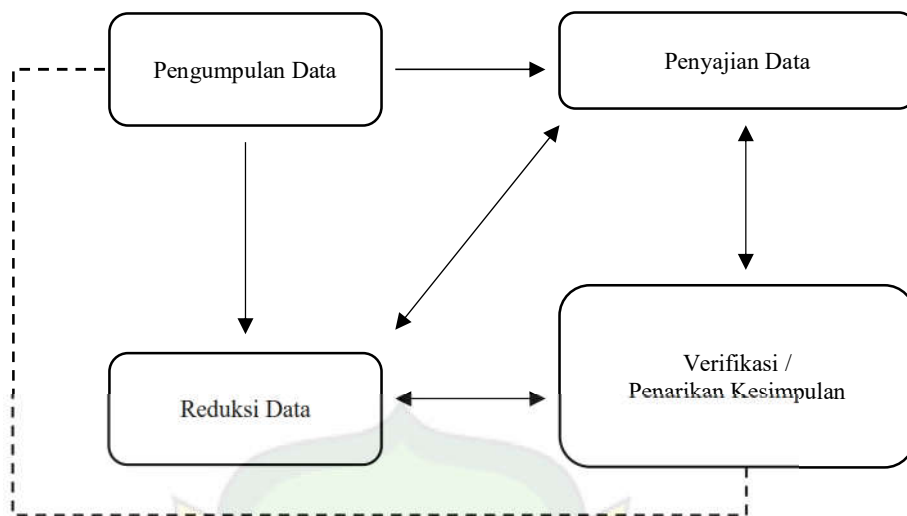 Pengumpulan Data
Penyajian Data
Reduksi Data
Verifikasi /
Penarikan Kesimpulan